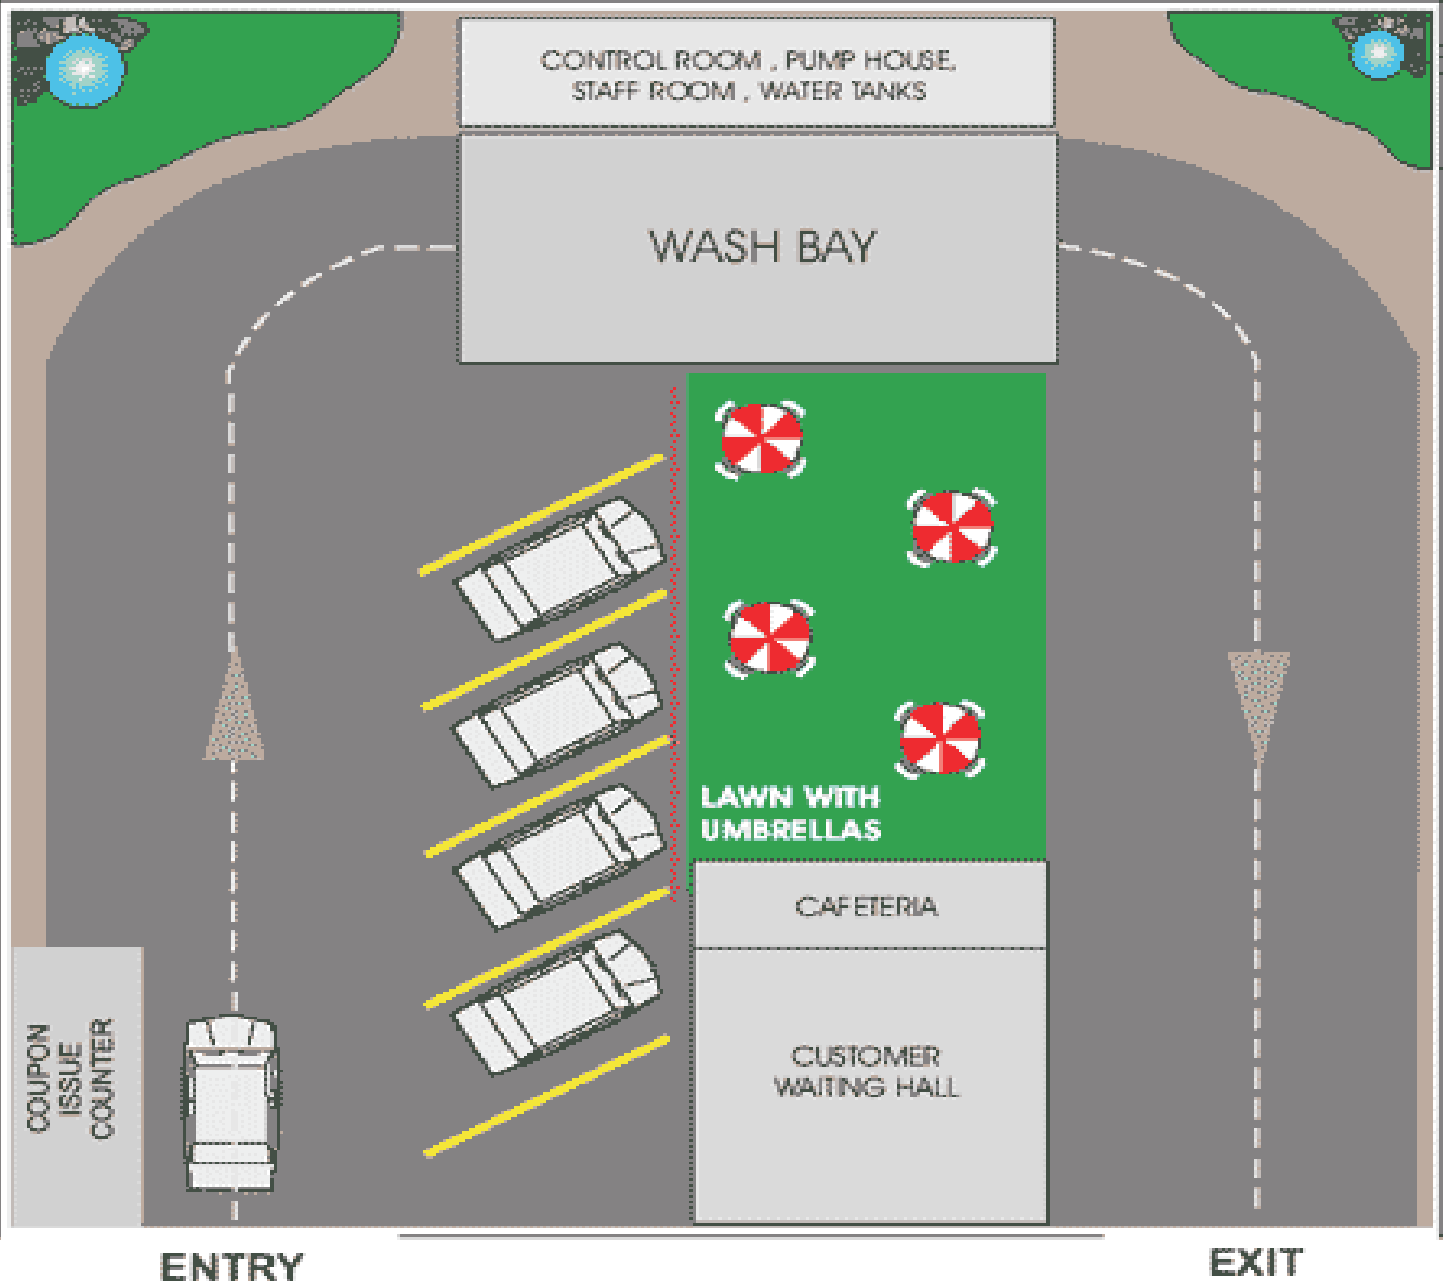 CONTROL ROOM , PUMP HOUSE,
STAFF ROOM , WATER TANKS
WASH BAY
LAWN WITH
UMBRELLAS
CAFETERIA
CUSTOMER
WAITING HALL
COUPON
ISSUE
COUNTER
ENTRY
EXIT